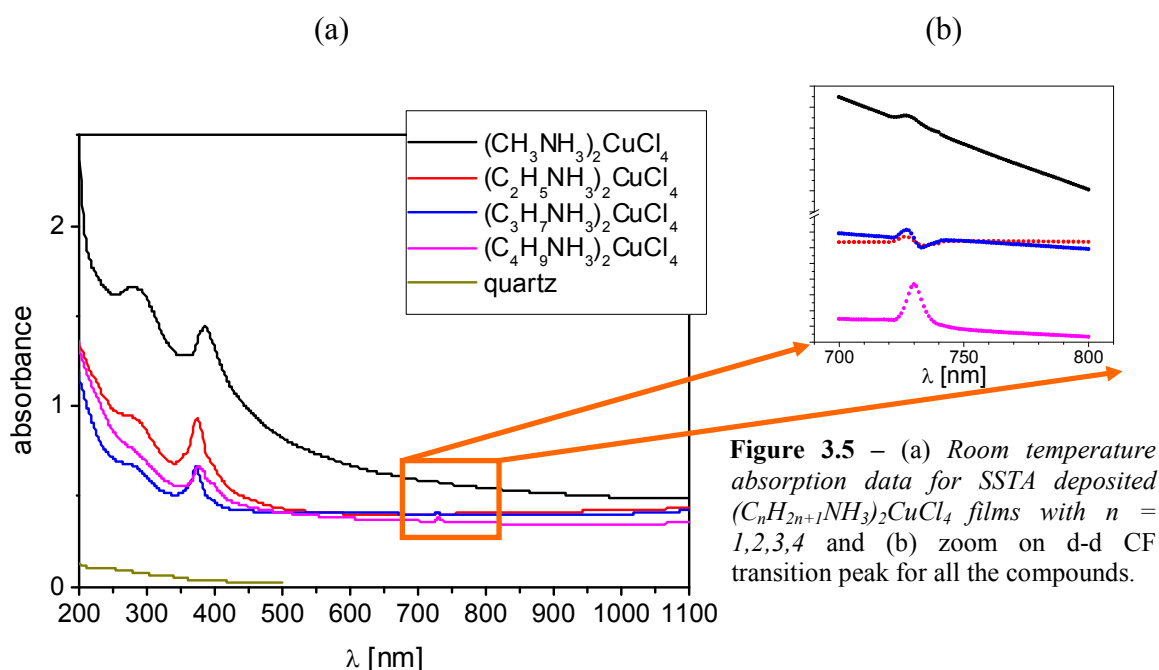 (a)
(b)
(CH₃NH₃)₂CuCl₄
(C₂H₅NH₃)₂CuCl₄
(C₃H₇NH₃)₂CuCl₄
(C₄H₉NH₃)₂CuCl₄
quartz
2
1
0
absorbance
200 300 400 500 600 700 800 900 1000 1100
λ [nm]
700 750 800
λ [nm]
Figure 3.5 – (a) Room temperature
absorption data for SSTA deposited
(CₙH₂ₙ₊₁NH₃)₂CuCl₄ films with n =
1,2,3,4 and (b) zoom on d-d CF
transition peak for all the compounds.